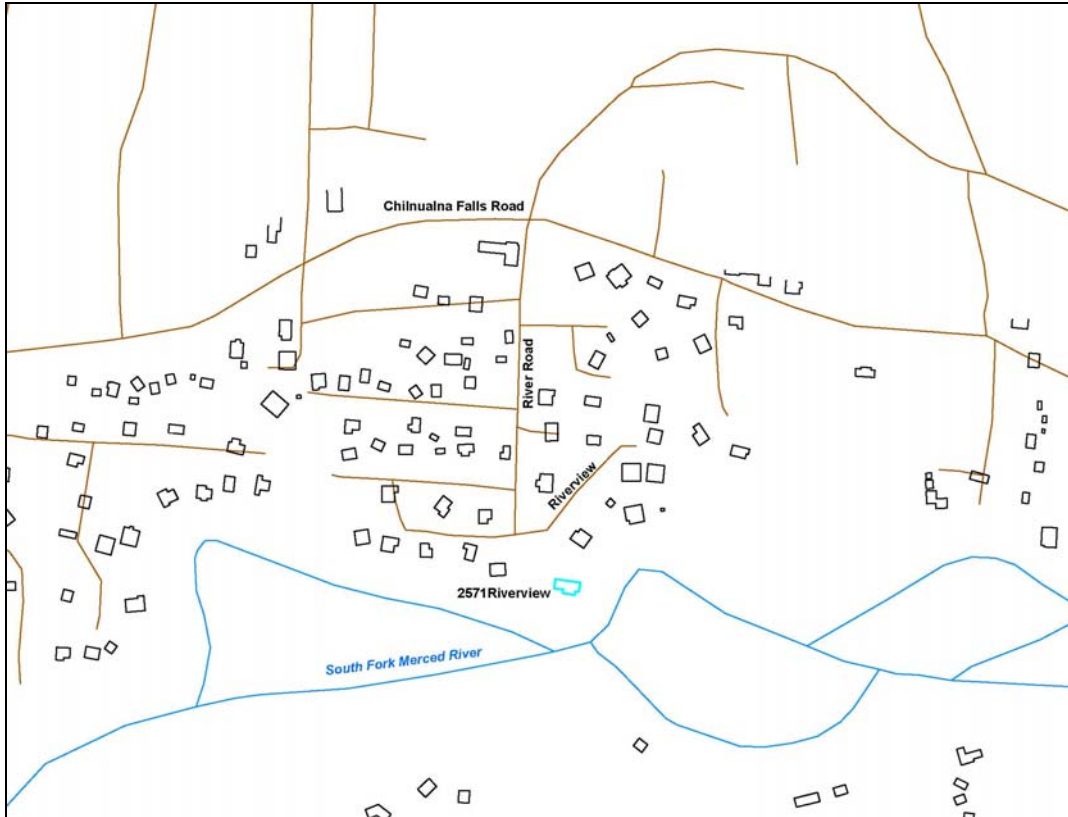 Chilnualna Falls Road
River Road
Riverview
2571Riverview
South Fork Merced River